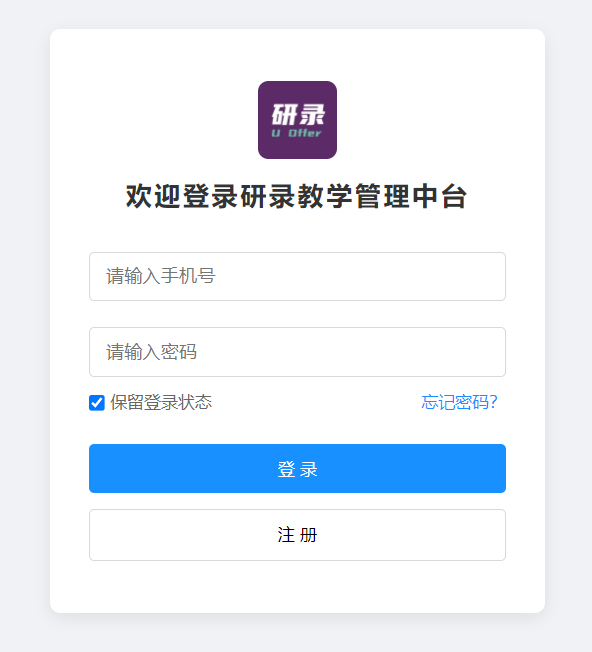 研录
U Offer
欢迎登录研录教学管理中台
请输入手机号
请输入密码
保留登录状态 忘记密码?
登 录
注 册